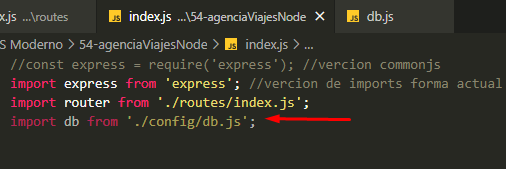 x.js ...\routes
JS index.js ...\54-agenciaViajesNode
JS db.js
S Moderno > 54-agenciaViajesNode > JS index.js > ...
//const express = require('express'); //vercion commonjs
import express from 'express'; //vercion de imports forma actual
import router from './routes/index.js';
import db from './config/db.js';